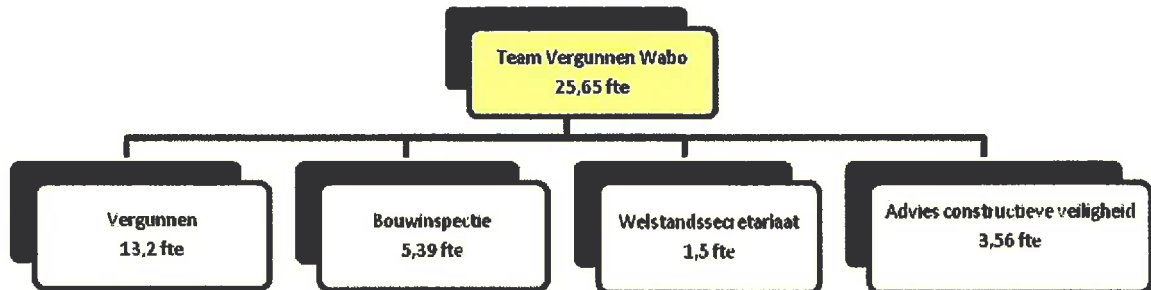 Team Vergunnen Wabo
25,65 fte
Vergunnen
13,2 fte
Bouwinspectie
5,39 fte
Welstandssecretariaat
1,5 fte
Advies constructieve veiligheid
3,56 fte